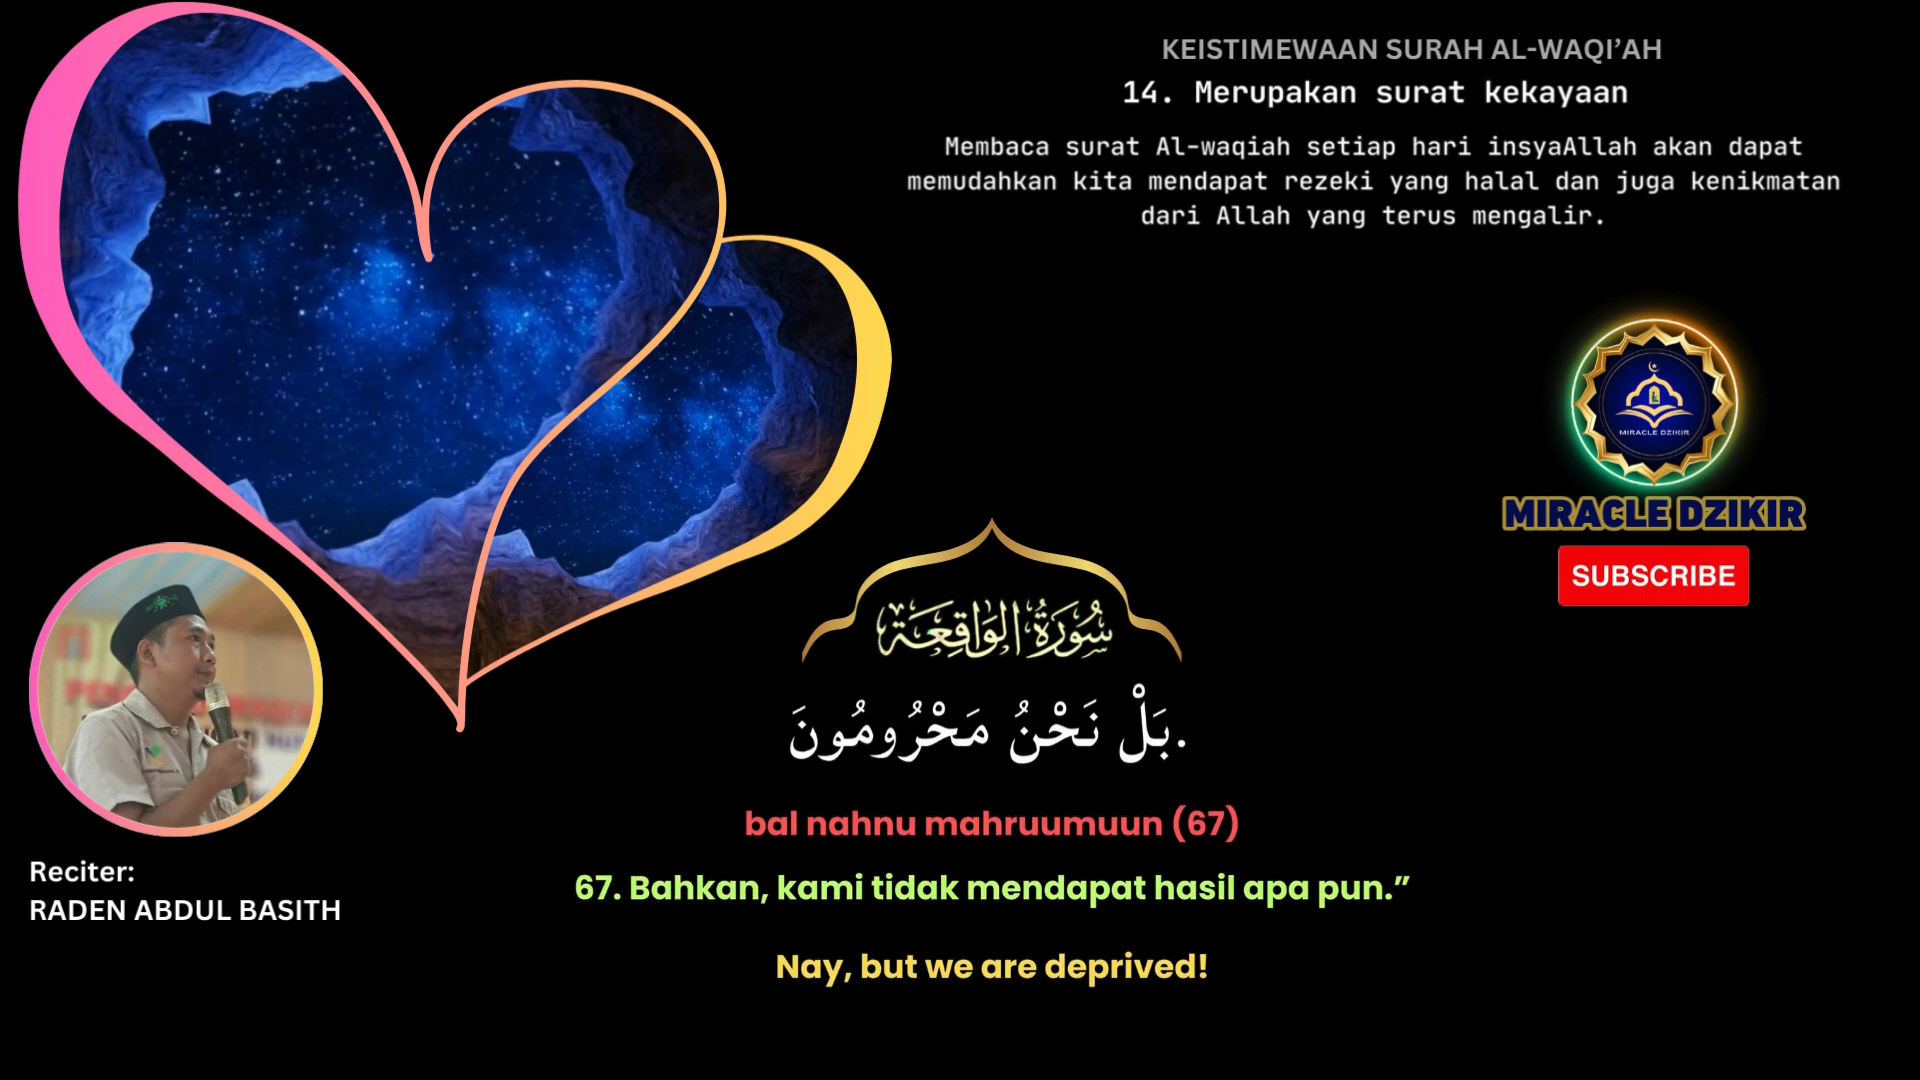 KEISTIMEWAAN SURAH AL-WAQI’AH
14. Merupakan surat kekayaan
Membaca surat Al-waqiah setiap hari insyaAllah akan dapat
memudahkan kita mendapat rezeki yang halal dan juga kenikmatan
dari Allah yang terus mengalir.
MIRACLE DZIKIR
MIRACLE DZIKIR
SUBSCRIBE
سُورَةُ الوَاقِعَة
بَلْ نَحْنُ مَحْرُومُونَ.
bal nahnu mahruumuun (67)
67. Bahkan, kami tidak mendapat hasil apa pun.”
Nay, but we are deprived!
Reciter:
RADEN ABDUL BASITH